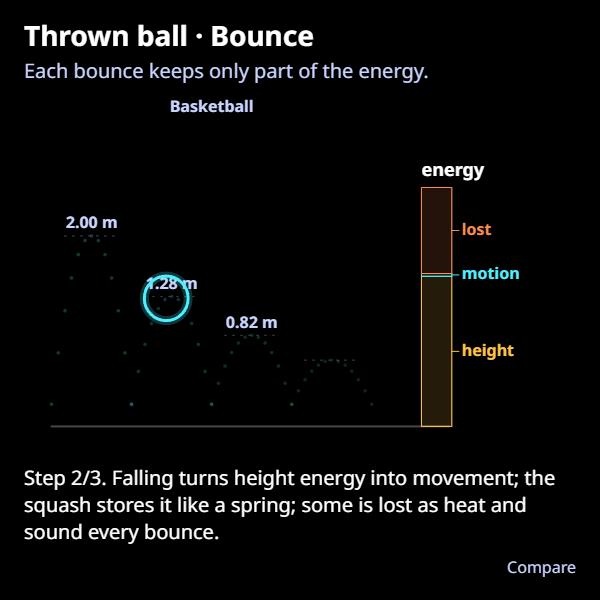 Thrown ball · Bounce
Each bounce keeps only part of the energy.
Basketball
energy
2.00 m
lost
1.28 m
motion
0.82 m
height
Step 2/3. Falling turns height energy into movement; the
squash stores it like a spring; some is lost as heat and
sound every bounce.
Compare